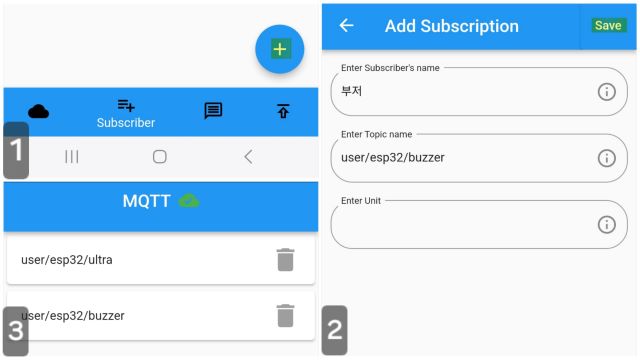 Subscriber
1
MQTT
user/esp32/ultra
user/esp32/buzzer
3
Add Subscription
Save
Enter Subscriber's name
부저
Enter Topic name
user/esp32/buzzer
Enter Unit
2